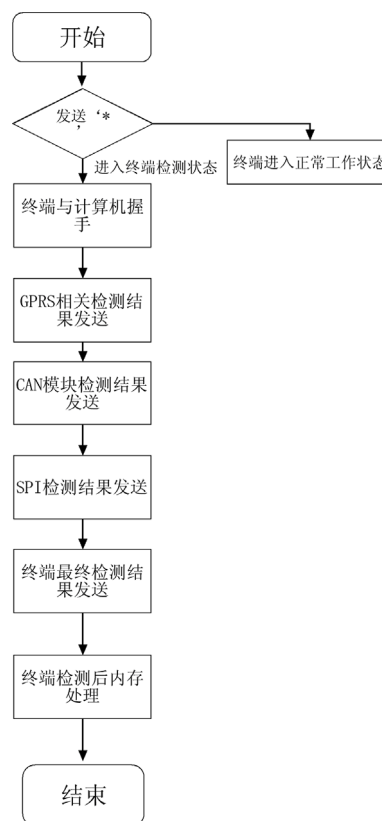 开始
发送 ‘*
’
进入终端检测状态
终端进入正常工作状态
终端与计算机握
手
GPRS相关检测结
果发送
CAN模块检测结果
发送
SPI检测结果发送
终端最终检测结
果发送
终端检测后内存
处理
结束